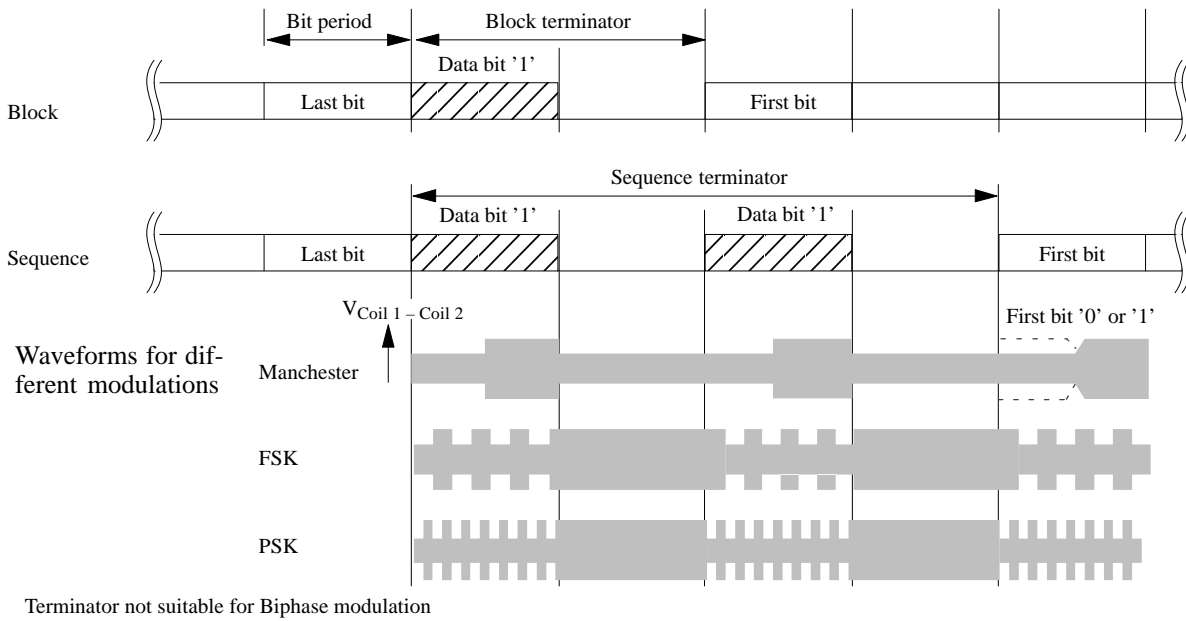 Bit period
Block terminator
Data bit ’1’
Block
Last bit
First bit
Sequence terminator
Data bit ’1’
Data bit ’1’
Sequence
Last bit
First bit
VCoil 1 – Coil 2
First bit ’0’ or ’1’
Waveforms for dif-
ferent modulations
Manchester
FSK
PSK
Terminator not suitable for Biphase modulation